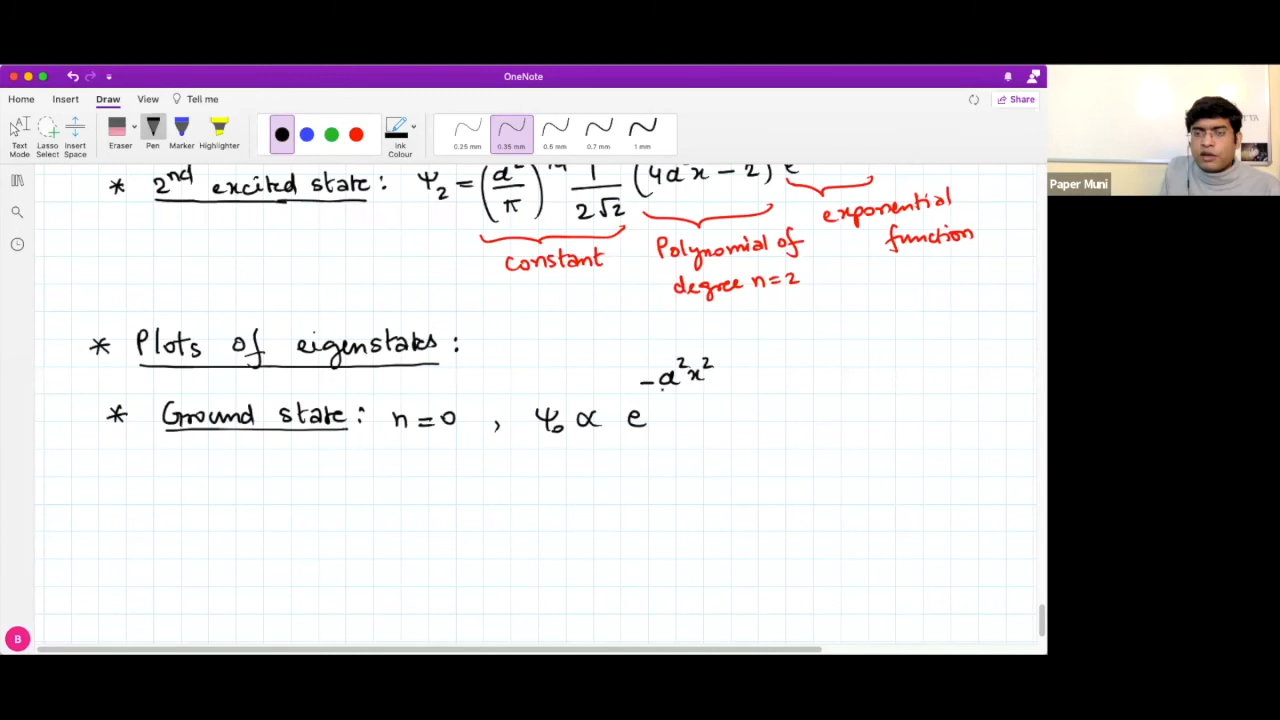 OneNote
Home Insert Draw View Tell me
Share
Text Mode Lasso Select Insert Space Eraser Pen Marker Highlighter 0.25 mm 0.35 mm 0.5 mm 0.7 mm 1 mm Ink Colour
* 2nd excited state: Ψ₂ = (α²/π)^1/4 1/2√2 (4α x − 2) e
constant
Polynomial of degree n=2
exponential function
* Plots of eigenstates:
* Ground state: n = 0 , Ψ₀ ∝ e^−α²x²
Paper Muni
B